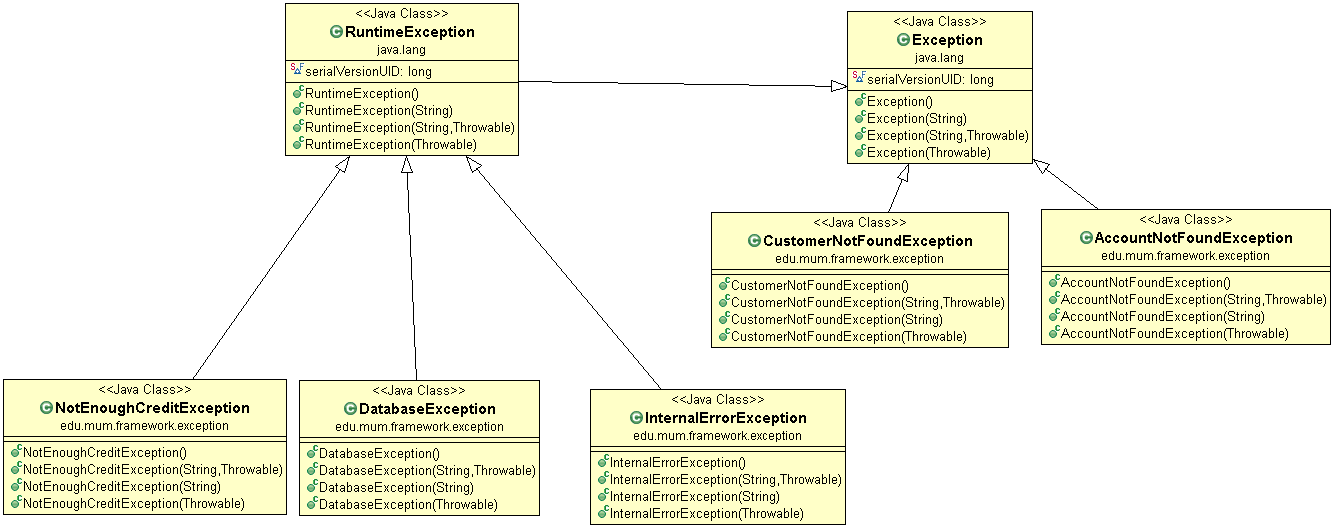 <<Java Class>>
RuntimeException
java.lang
serialVersionUID: long
RuntimeException()
RuntimeException(String)
RuntimeException(String,Throwable)
RuntimeException(Throwable)
<<Java Class>>
Exception
java.lang
serialVersionUID: long
Exception()
Exception(String)
Exception(String,Throwable)
Exception(Throwable)
<<Java Class>>
CustomerNotFoundException
edu.mum.framework.exception
CustomerNotFoundException()
CustomerNotFoundException(String,Throwable)
CustomerNotFoundException(String)
CustomerNotFoundException(Throwable)
<<Java Class>>
AccountNotFoundException
edu.mum.framework.exception
AccountNotFoundException()
AccountNotFoundException(String,Throwable)
AccountNotFoundException(String)
AccountNotFoundException(Throwable)
<<Java Class>>
NotEnoughCreditException
edu.mum.framework.exception
NotEnoughCreditException()
NotEnoughCreditException(String,Throwable)
NotEnoughCreditException(String)
NotEnoughCreditException(Throwable)
<<Java Class>>
DatabaseException
edu.mum.framework.exception
DatabaseException()
DatabaseException(String,Throwable)
DatabaseException(String)
DatabaseException(Throwable)
<<Java Class>>
InternalErrorException
edu.mum.framework.exception
InternalErrorException()
InternalErrorException(String,Throwable)
InternalErrorException(String)
InternalErrorException(Throwable)